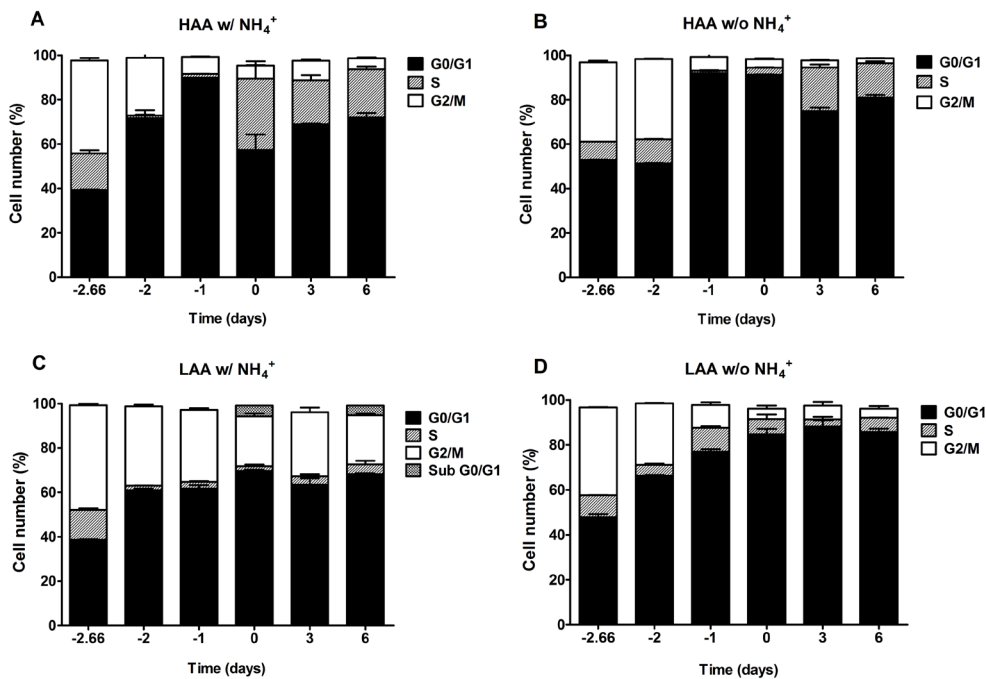 A
HAA w/ NH4+
Cell number (%)
100
80
60
40
20
0
-2.66 -2 -1 0 3 6
Time (days)
G0/G1
S
G2/M
B
HAA w/o NH4+
Cell number (%)
100
80
60
40
20
0
-2.66 -2 -1 0 3 6
Time (days)
G0/G1
S
G2/M
C
LAA w/ NH4+
Cell number (%)
100
80
60
40
20
0
-2.66 -2 -1 0 3 6
Time (days)
G0/G1
S
G2/M
Sub G0/G1
D
LAA w/o NH4+
Cell number (%)
100
80
60
40
20
0
-2.66 -2 -1 0 3 6
Time (days)
G0/G1
S
G2/M